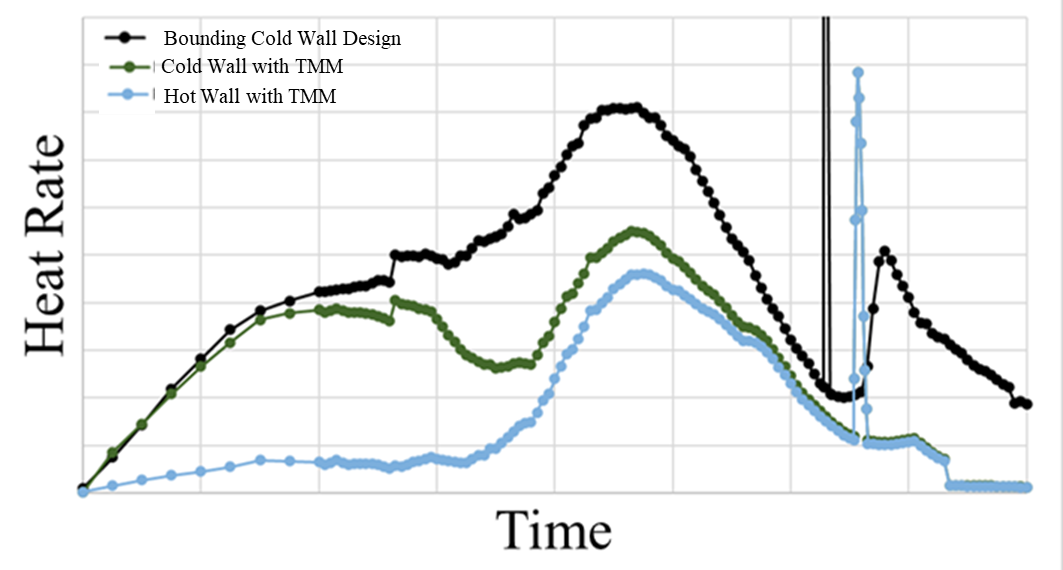 Bounding Cold Wall Design
Cold Wall with TMM
Hot Wall with TMM
Heat Rate
Time